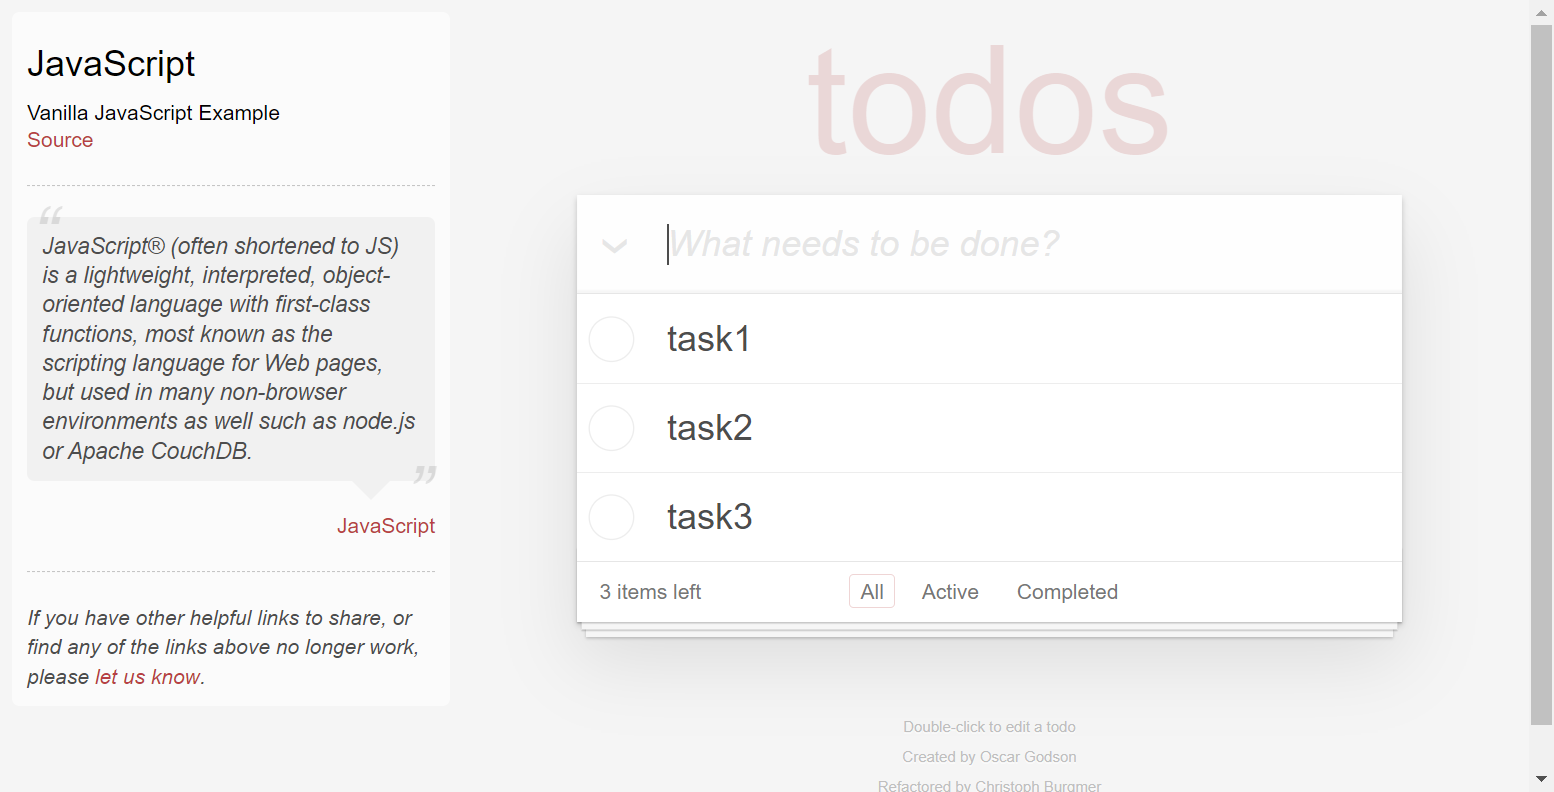 JavaScript
Vanilla JavaScript Example
Source
“
JavaScript® (often shortened to JS)
is a lightweight, interpreted, object-
oriented language with first-class
functions, most known as the
scripting language for Web pages,
but used in many non-browser
environments as well such as node.js
or Apache CouchDB.
”
JavaScript
If you have other helpful links to share, or
find any of the links above no longer work,
please let us know.
todos
What needs to be done?
task1
task2
task3
3 items left All Active Completed
Double-click to edit a todo
Created by Oscar Godson
Refactored by Christoph Burgmer